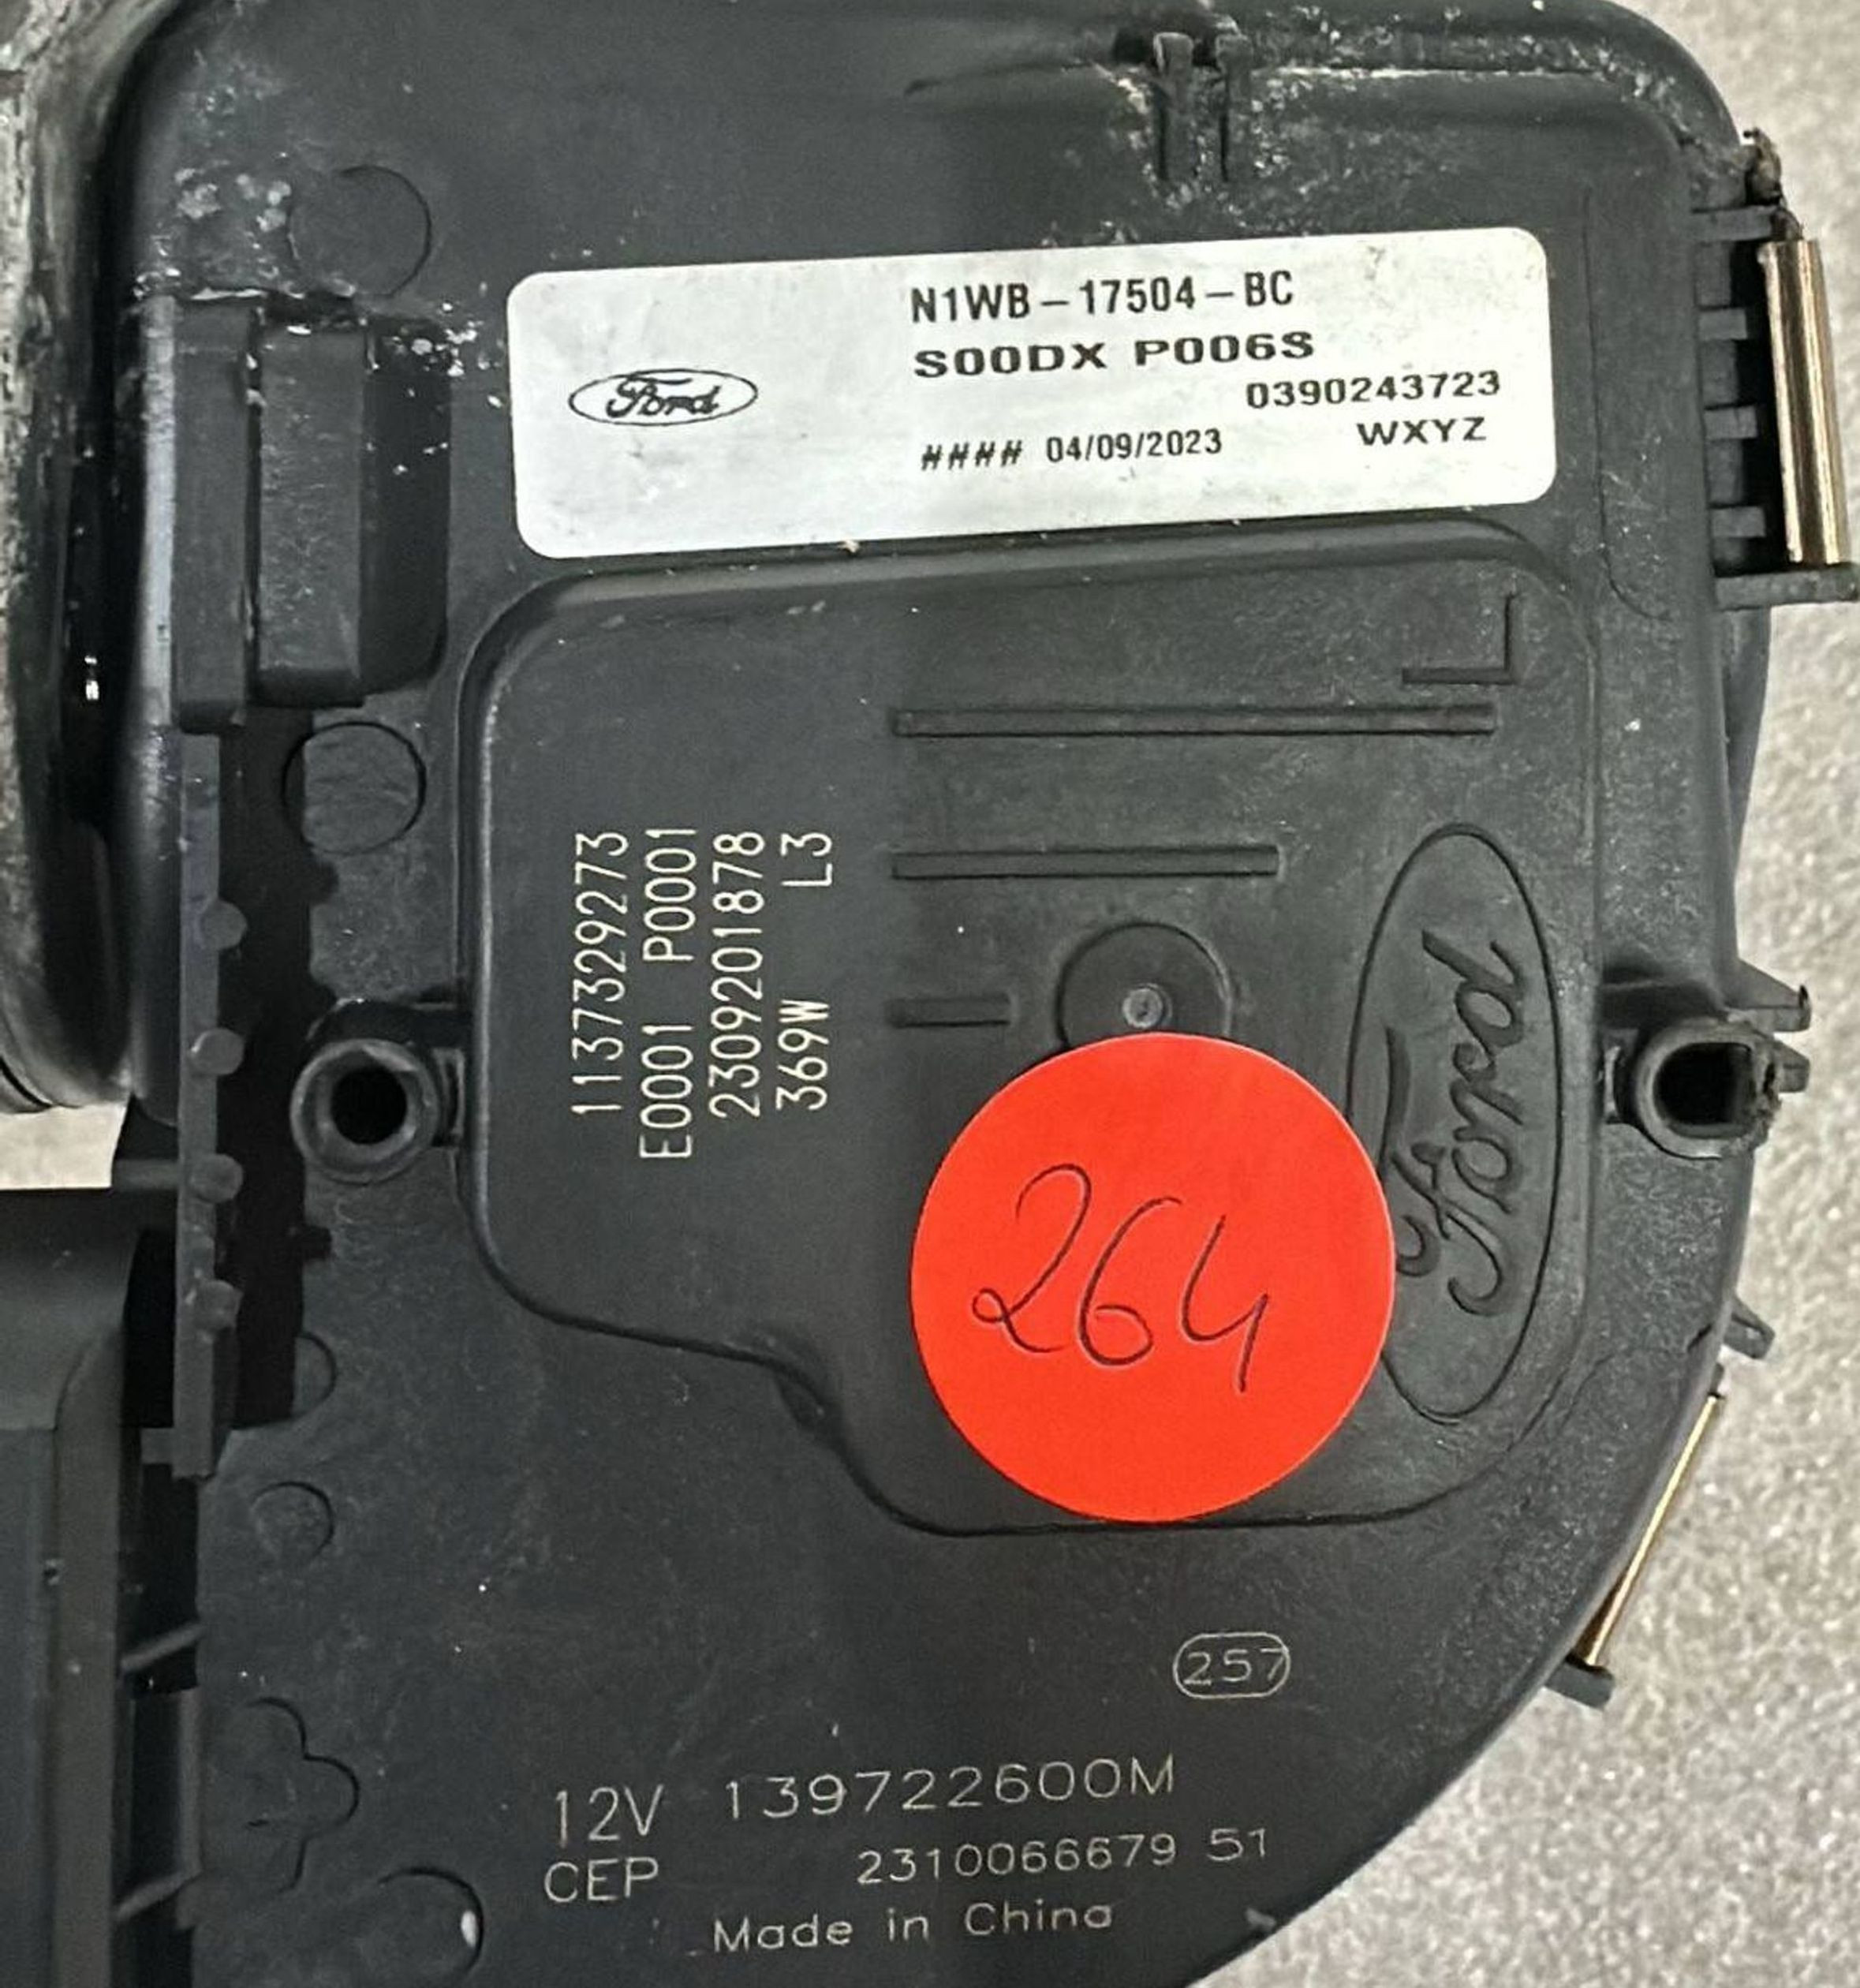 N1WB-17504-BC
S00DX P006S
Ford
0390243723
#### 04/09/2023 WXYZ
L
1137329273
E0001 P0001
2309201878
369W L3
Ford
264
257
12V 139722600M
CEP 2310066679 51
Made in China